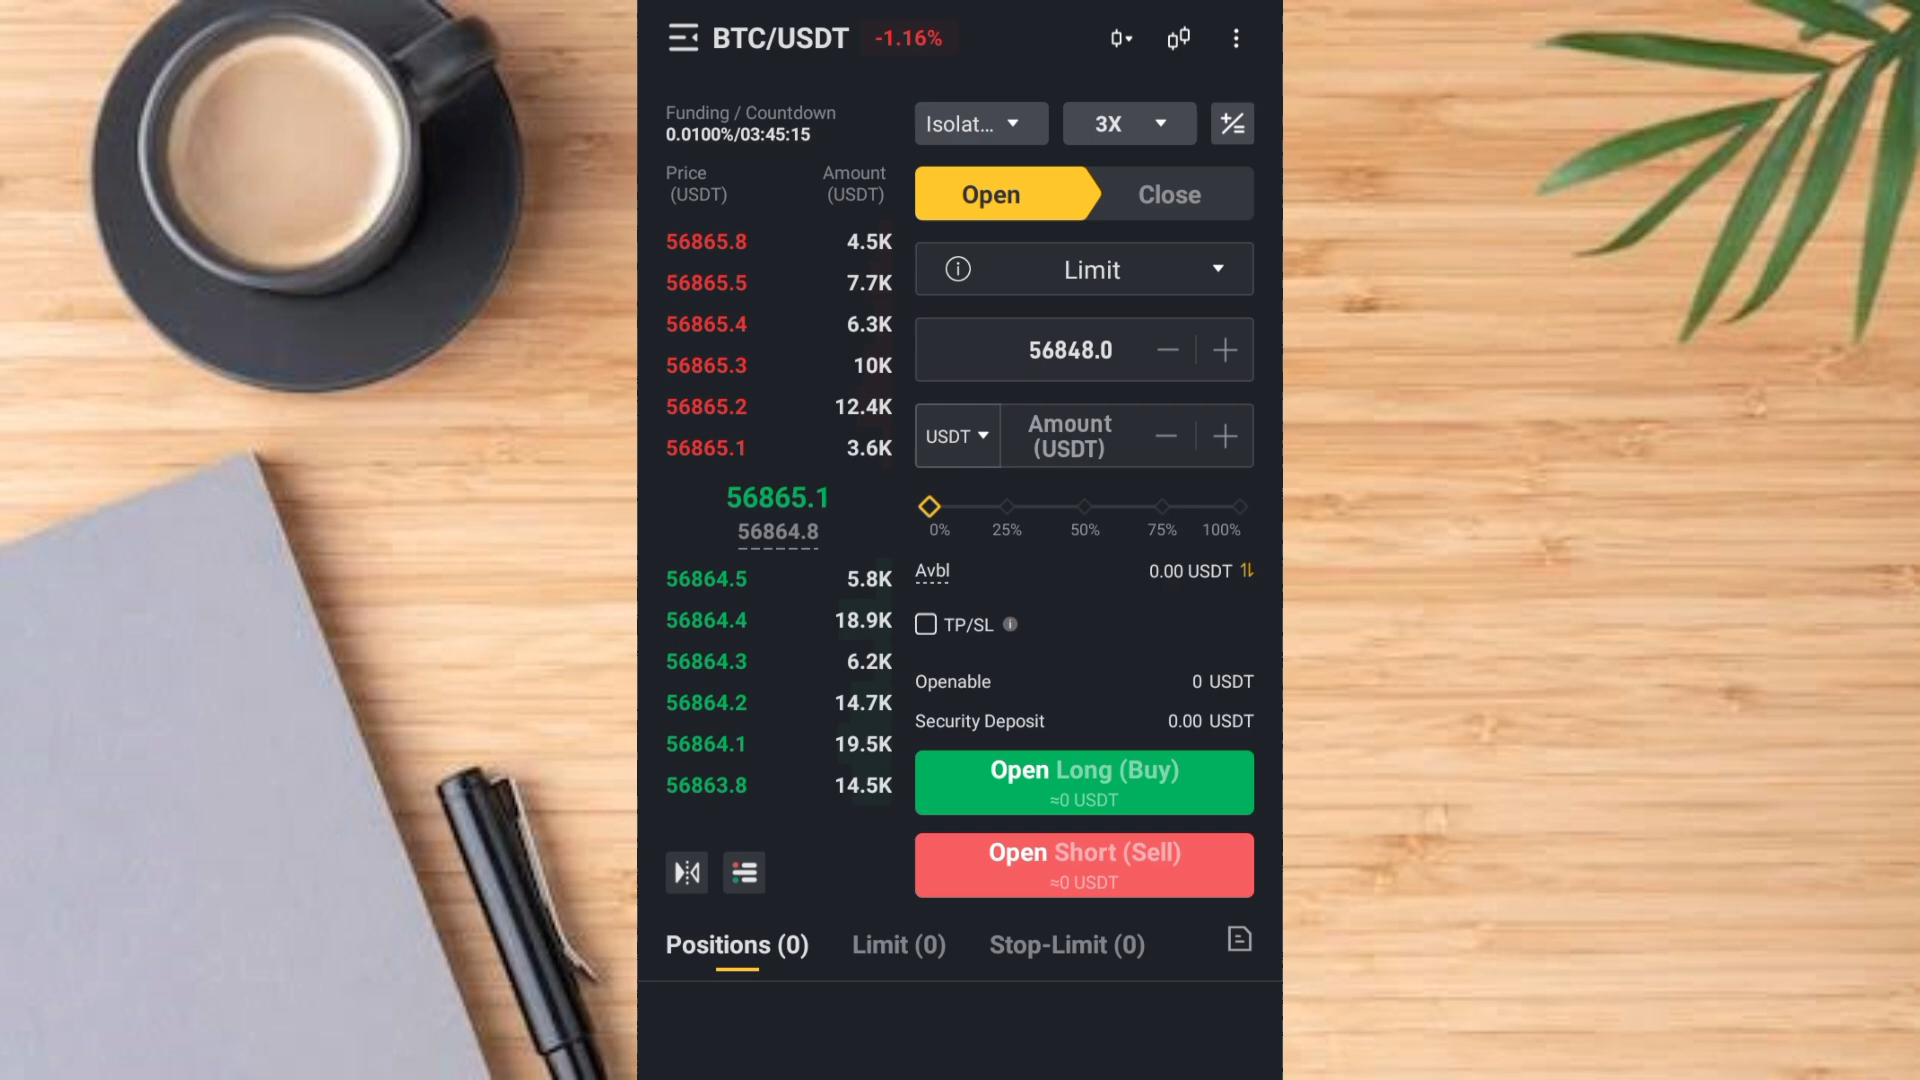 BTC/USDT -1.16%
Funding / Countdown
0.0100%/03:45:15
Isolat... 3X
Price
(USDT)
Amount
(USDT)
Open Close
56865.8 4.5K
56865.5 7.7K
56865.4 6.3K
56865.3 10K
56865.2 12.4K
56865.1 3.6K
56865.1
56864.8
56864.5 5.8K
56864.4 18.9K
56864.3 6.2K
56864.2 14.7K
56864.1 19.5K
56863.8 14.5K
Limit
56848.0
USDT
Amount
(USDT)
0% 25% 50% 75% 100%
Avbl 0.00 USDT
TP/SL
Openable 0 USDT
Security Deposit 0.00 USDT
Open Long (Buy)
≈0 USDT
Open Short (Sell)
≈0 USDT
Positions (0) Limit (0) Stop-Limit (0)